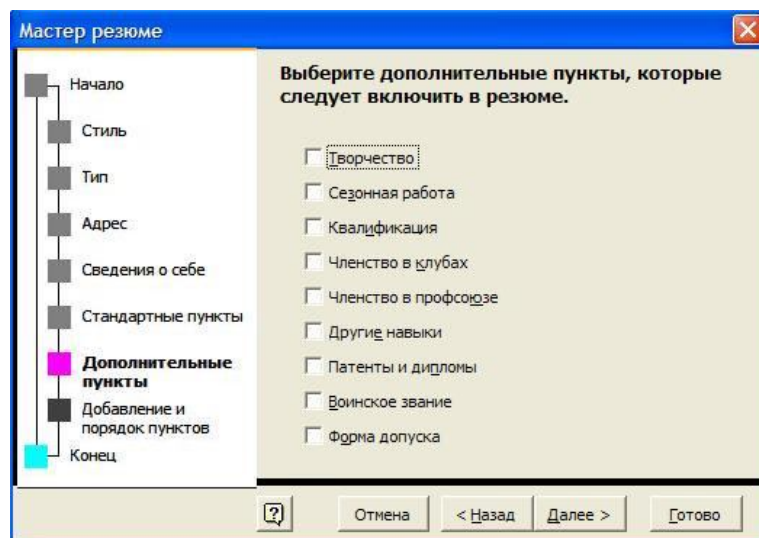 Мастер резюме
Начало
Стиль
Тип
Адрес
Сведения о себе
Стандартные пункты
Дополнительные
пункты
Добавление и
порядок пунктов
Конец
Выберите дополнительные пункты, которые
следует включить в резюме.
Творчество
Сезонная работа
Квалификация
Членство в клубах
Членство в профсоюзе
Другие навыки
Патенты и дипломы
Воинское звание
Форма допуска
?
Отмена
< Назад
Далее >
Готово